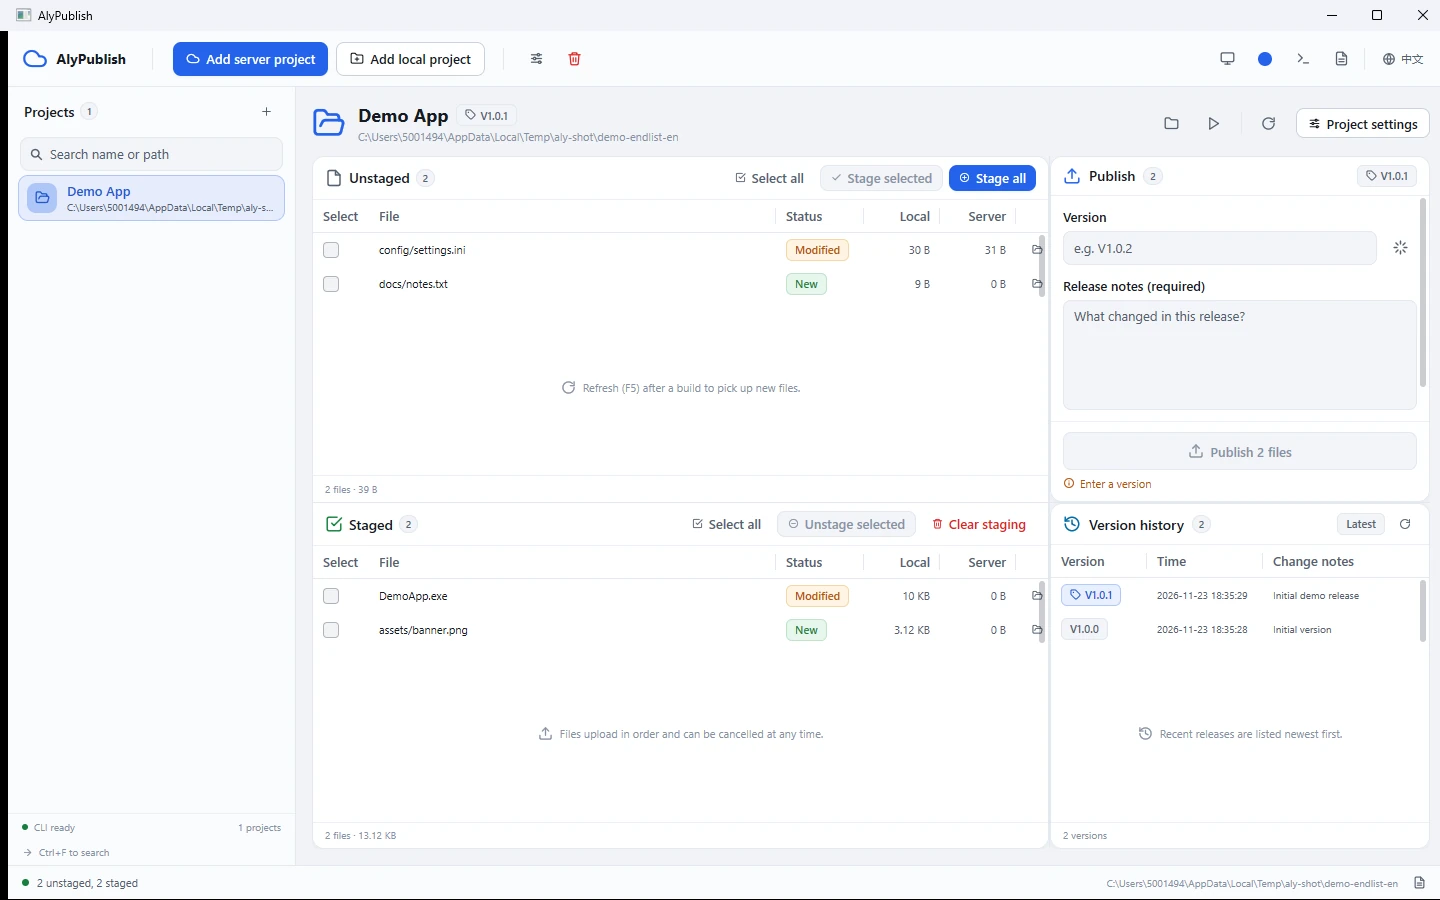 AlyPublish
AlyPublish
Add server project
Add local project
中文
Projects 1
Search name or path
Demo App
C:\Users\5001494\AppData\Local\Temp\aly-s...
CLI ready
1 projects
Ctrl+F to search
Demo App
V1.0.1
C:\Users\5001494\AppData\Local\Temp\aly-shot\demo-endlist-en
Project settings
Unstaged 2
Select all
Stage selected
Stage all
Select File Status Local Server
config/settings.ini Modified 30 B 31 B
docs/notes.txt New 9 B 0 B
Refresh (F5) after a build to pick up new files.
2 files · 39 B
Staged 2
Select all
Unstage selected
Clear staging
Select File Status Local Server
DemoApp.exe Modified 10 KB 0 B
assets/banner.png New 3.12 KB 0 B
Files upload in order and can be cancelled at any time.
2 files · 13.12 KB
Publish 2
V1.0.1
Version
e.g. V1.0.2
Release notes (required)
What changed in this release?
Publish 2 files
Enter a version
Version history 2
Latest
Version Time Change notes
V1.0.1 2026-11-23 18:35:29 Initial demo release
V1.0.0 2026-11-23 18:35:28 Initial version
Recent releases are listed newest first.
2 versions
2 unstaged, 2 staged
C:\Users\5001494\AppData\Local\Temp\aly-shot\demo-endlist-en